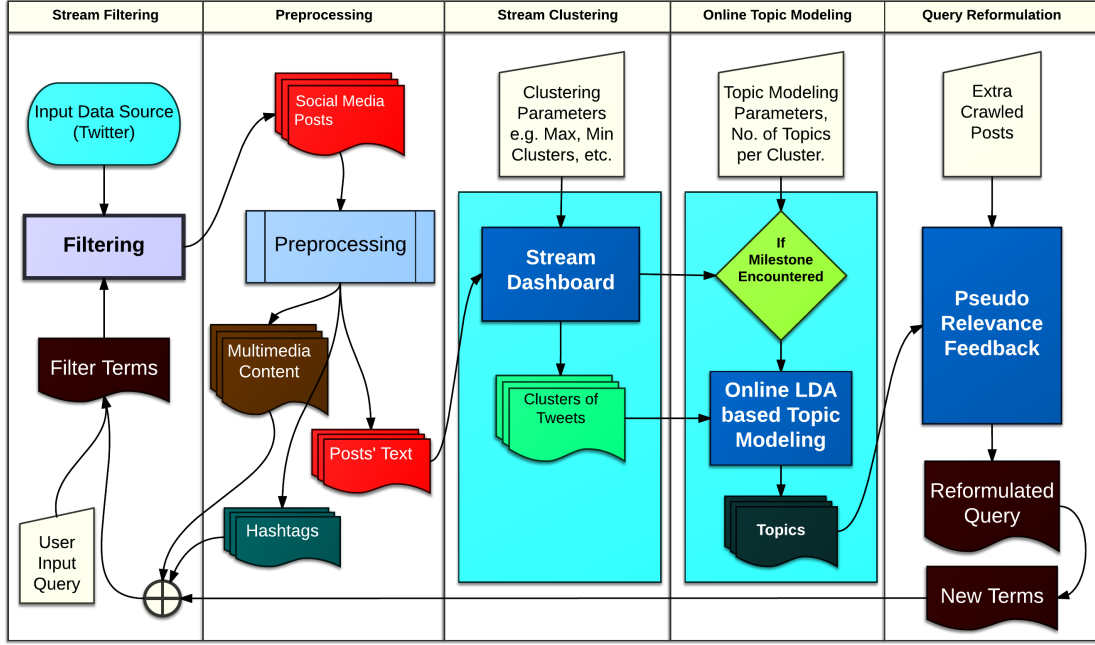 Stream Filtering
Preprocessing
Stream Clustering
Online Topic Modeling
Query Reformulation
Input Data Source
(Twitter)
Filtering
Filter Terms
User
Input
Query
Social Media
Posts
Preprocessing
Multimedia
Content
Posts' Text
Hashtags
Clustering
Parameters
e.g. Max, Min
Clusters, etc.
Stream
Dashboard
Clusters of
Tweets
Topic Modeling
Parameters,
No. of Topics
per Cluster.
If
Milestone
Encountered
Online LDA
based Topic
Modeling
Topics
Extra
Crawled
Posts
Pseudo
Relevance
Feedback
Reformulated
Query
New Terms